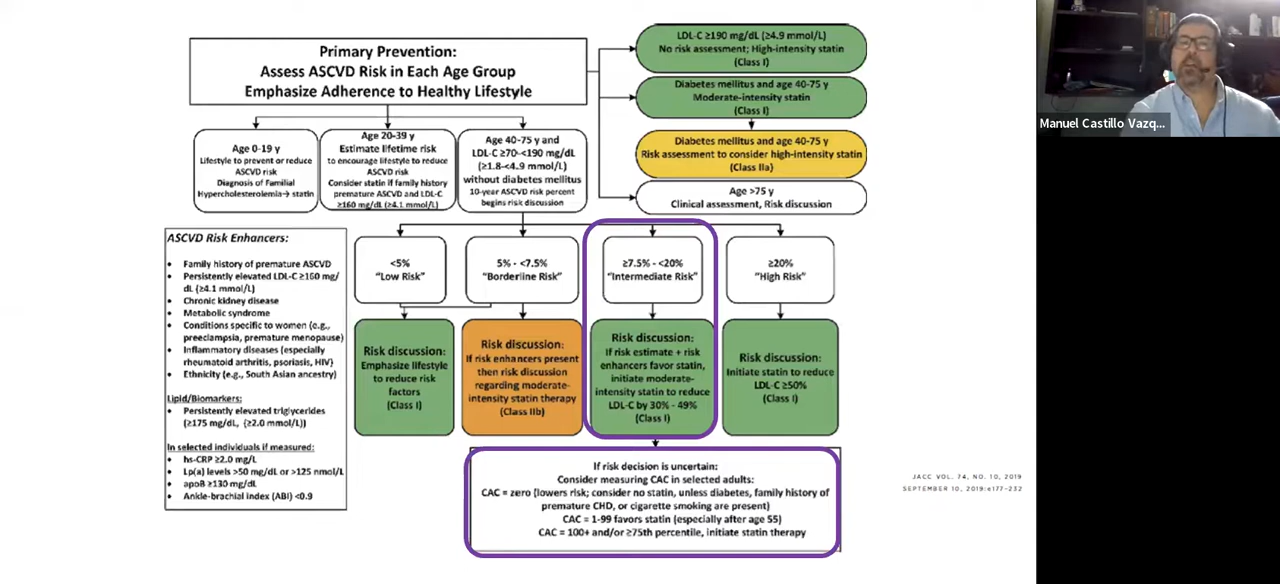 Primary Prevention:
Assess ASCVD Risk in Each Age Group
Emphasize Adherence to Healthy Lifestyle
LDL-C ≥190 mg/dL (≥4.9 mmol/L)
No risk assessment; High-intensity statin
(Class I)
Diabetes mellitus and age 40-75 y
Moderate-intensity statin
(Class I)
Diabetes mellitus and age 40-75 y
Risk assessment to consider high-intensity statin
(Class IIa)
Age >75 y
Clinical assessment, Risk discussion
Age 0-19 y
Lifestyle to prevent or reduce
ASCVD risk
Diagnosis of Familial
Hypercholesterolemia→ statin
Age 20-39 y
Estimate lifetime risk
to encourage lifestyle to reduce
ASCVD risk
Consider statin if family history
premature ASCVD and LDL-C
≥160 mg/dL (≥4.1 mmol/L)
Age 40-75 y and
LDL-C ≥70-<190 mg/dL
(≥1.8-<4.9 mmol/L)
without diabetes mellitus
10-year ASCVD risk percent
begins risk discussion
<5%
"Low Risk"
5% - <7.5%
"Borderline Risk"
≥7.5% - <20%
"Intermediate Risk"
≥20%
"High Risk"
Risk discussion:
Emphasize lifestyle
to reduce risk
factors
(Class I)
Risk discussion:
If risk enhancers present
then risk discussion
regarding moderate-
intensity statin therapy
(Class IIb)
Risk discussion:
If risk estimate + risk
enhancers favor statin,
initiate moderate-
intensity statin to reduce
LDL-C by 30% - 49%
(Class I)
Risk discussion:
Initiate statin to reduce
LDL-C ≥50%
(Class I)
ASCVD Risk Enhancers:
• Family history of premature ASCVD
• Persistently elevated LDL-C ≥160 mg/
dL (≥4.1 mmol/L)
• Chronic kidney disease
• Metabolic syndrome
• Conditions specific to women (e.g.,
preeclampsia, premature menopause)
• Inflammatory diseases (especially
rheumatoid arthritis, psoriasis, HIV)
• Ethnicity (e.g., South Asian ancestry)
Lipid/Biomarkers:
• Persistently elevated triglycerides
(≥175 mg/dL, (≥2.0 mmol/L))
In selected individuals if measured:
• hs-CRP ≥2.0 mg/L
• Lp(a) levels >50 mg/dL or >125 nmol/L
• apoB ≥130 mg/dL
• Ankle-brachial index (ABI) <0.9
If risk decision is uncertain:
Consider measuring CAC in selected adults:
CAC = zero (lowers risk; consider no statin, unless diabetes, family history of
premature CHD, or cigarette smoking are present)
CAC = 1-99 favors statin (especially after age 55)
CAC = 100+ and/or ≥75th percentile, initiate statin therapy
JACC VOL. 74, NO. 10, 2019
SEPTEMBER 10, 2019:e177-232
Manuel Castillo Vazq...